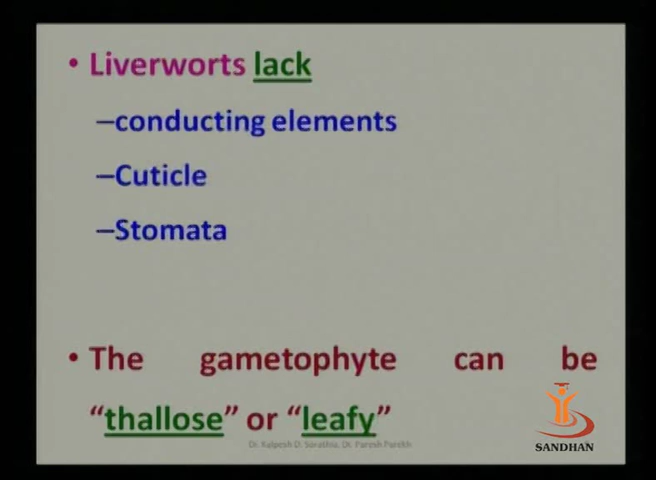 • Liverworts lack
–conducting elements
–Cuticle
–Stomata
• The gametophyte can be
“thallose” or “leafy”
Dr. Kalpesh D. Sorathia, Dr. Paresh Parekh
SANDHAN